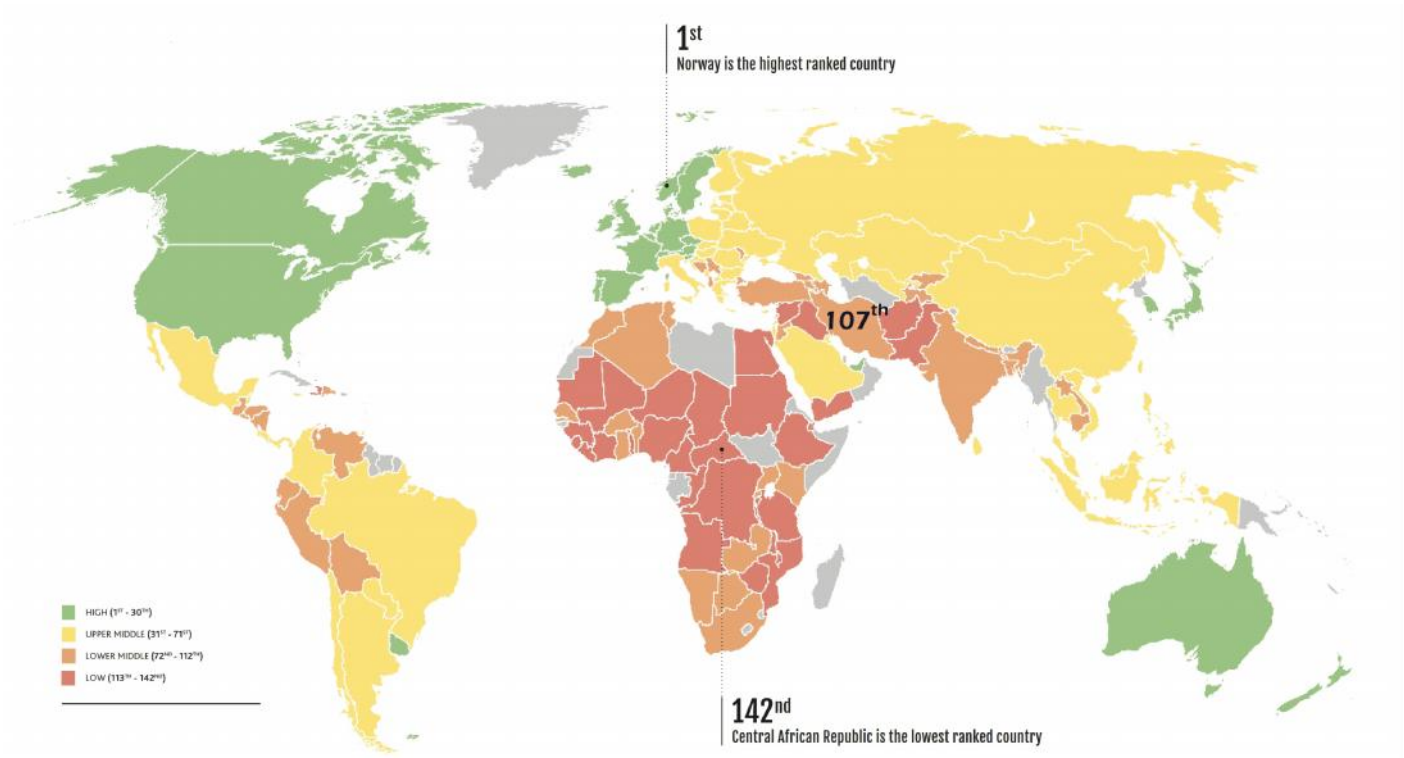 1st
Norway is the highest ranked country
107th
HIGH (1ST - 30TH)
UPPER MIDDLE (31ST - 71ST)
LOWER MIDDLE (72ND - 112TH)
LOW (113TH - 142ND)
142nd
Central African Republic is the lowest ranked country